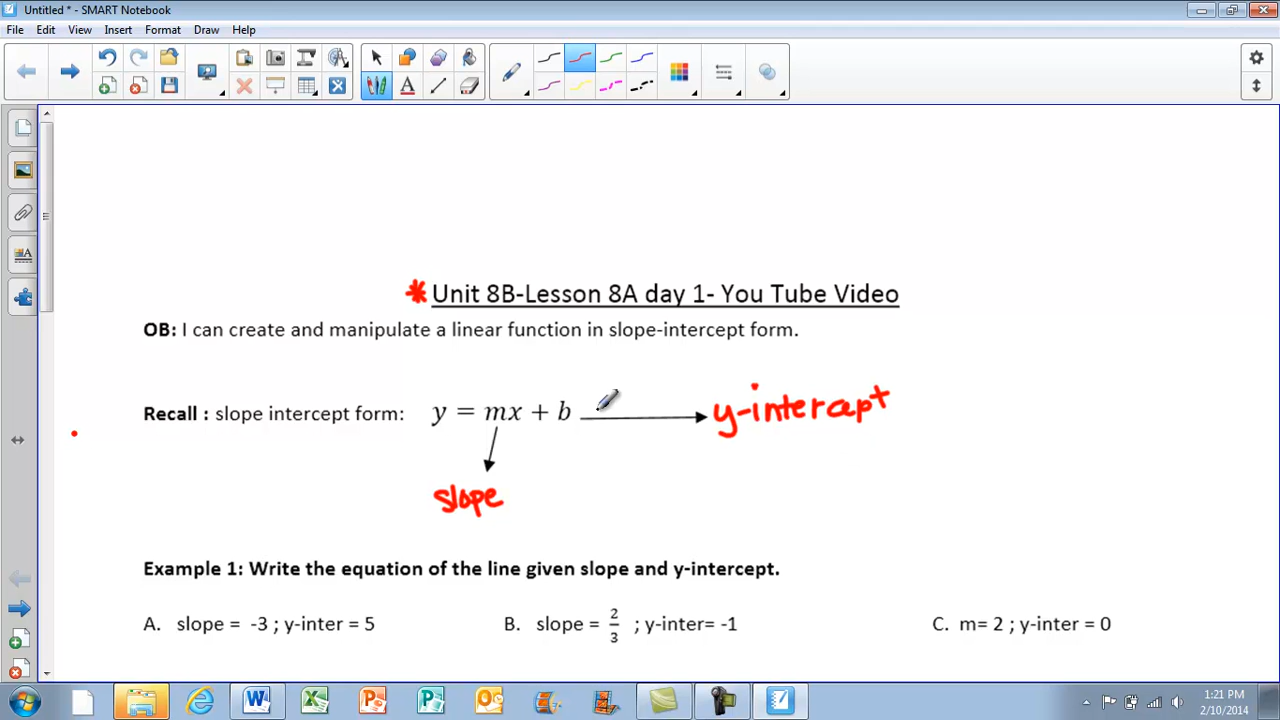 Untitled * - SMART Notebook
File Edit View Insert Format Draw Help
*Unit 8B-Lesson 8A day 1- You Tube Video
OB: I can create and manipulate a linear function in slope-intercept form.
Recall : slope intercept form: y = mx + b y-intercept
slope
Example 1: Write the equation of the line given slope and y-intercept.
A. slope = -3 ; y-inter = 5 B. slope = 2/3 ; y-inter= -1 C. m= 2 ; y-inter = 0
1:21 PM
2/10/2014